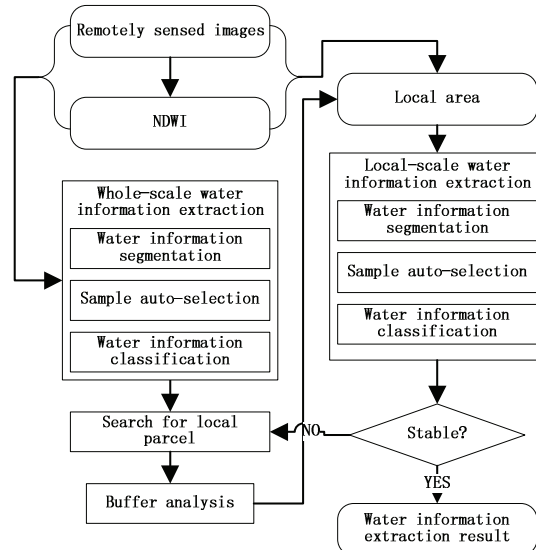 Remotely sensed images
NDWI
Whole-scale water
information extraction
Water information
segmentation
Sample auto-selection
Water information
classification
Search for local
parcel
Buffer analysis
Local area
Local-scale water
information extraction
Water information
segmentation
Sample auto-selection
Water information
classification
Stable?
NO
YES
Water information
extraction result